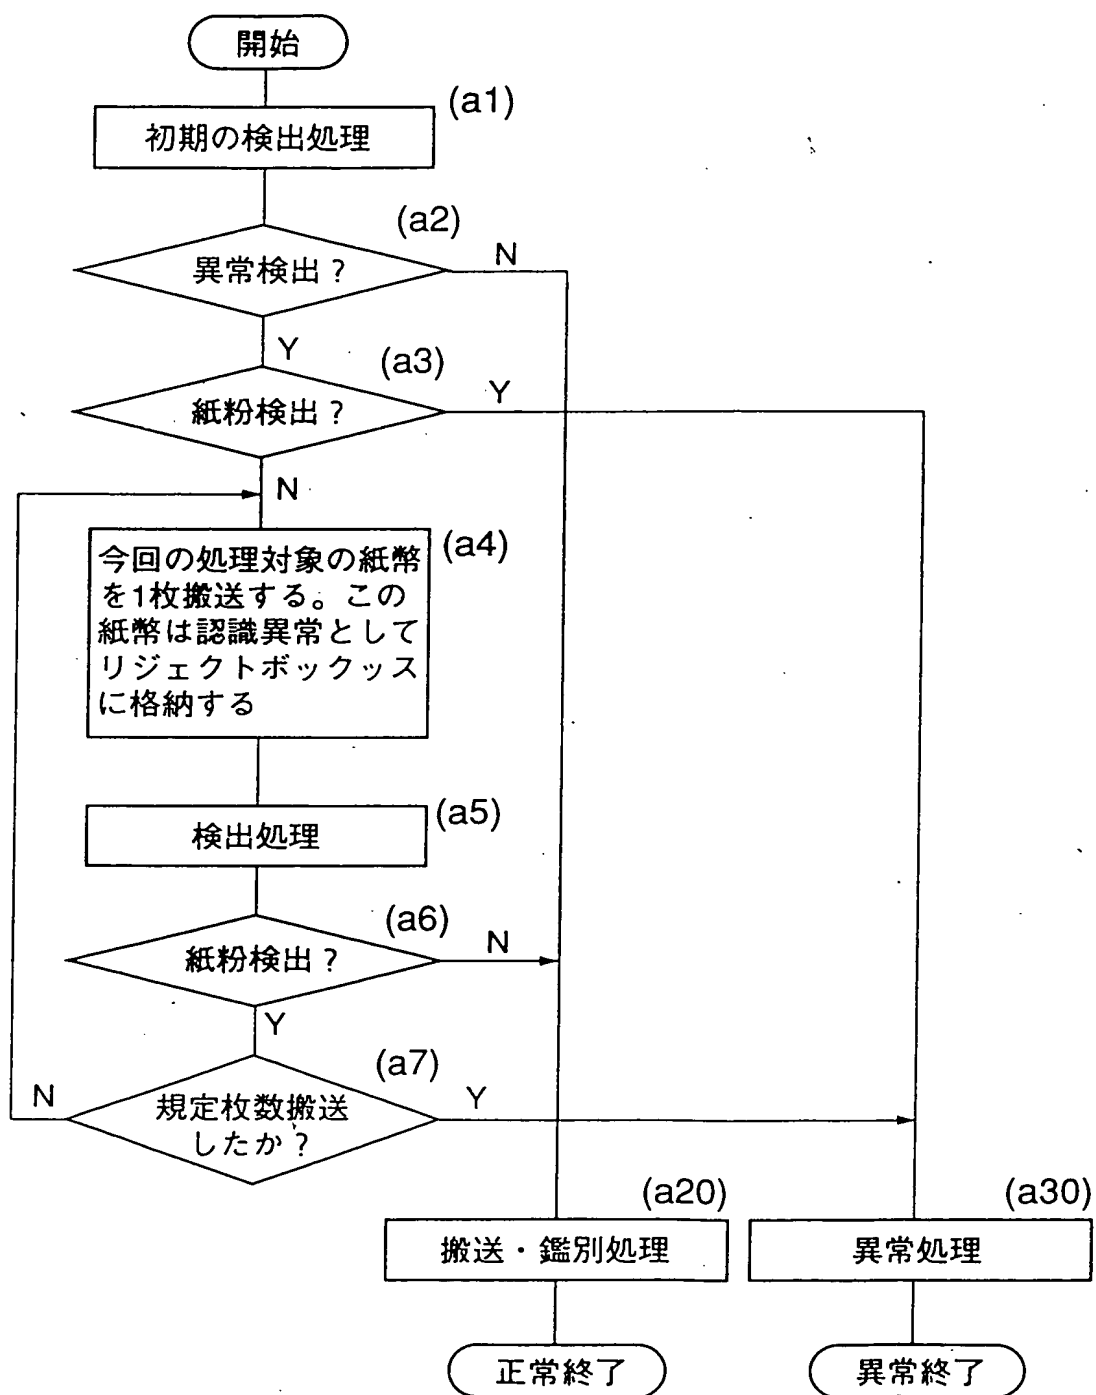 開始
(a1)
初期の検出処理
(a2)
異常検出？
N
Y
(a3)
紙粉検出？
Y
N
(a4)
今回の処理対象の紙幣
を1枚搬送する。この
紙幣は認識異常として
リジェクトボックッス
に格納する
(a5)
検出処理
(a6)
紙粉検出？
N
Y
(a7)
N
規定枚数搬送
したか？
Y
(a20)
搬送・鑑別処理
(a30)
異常処理
正常終了
異常終了